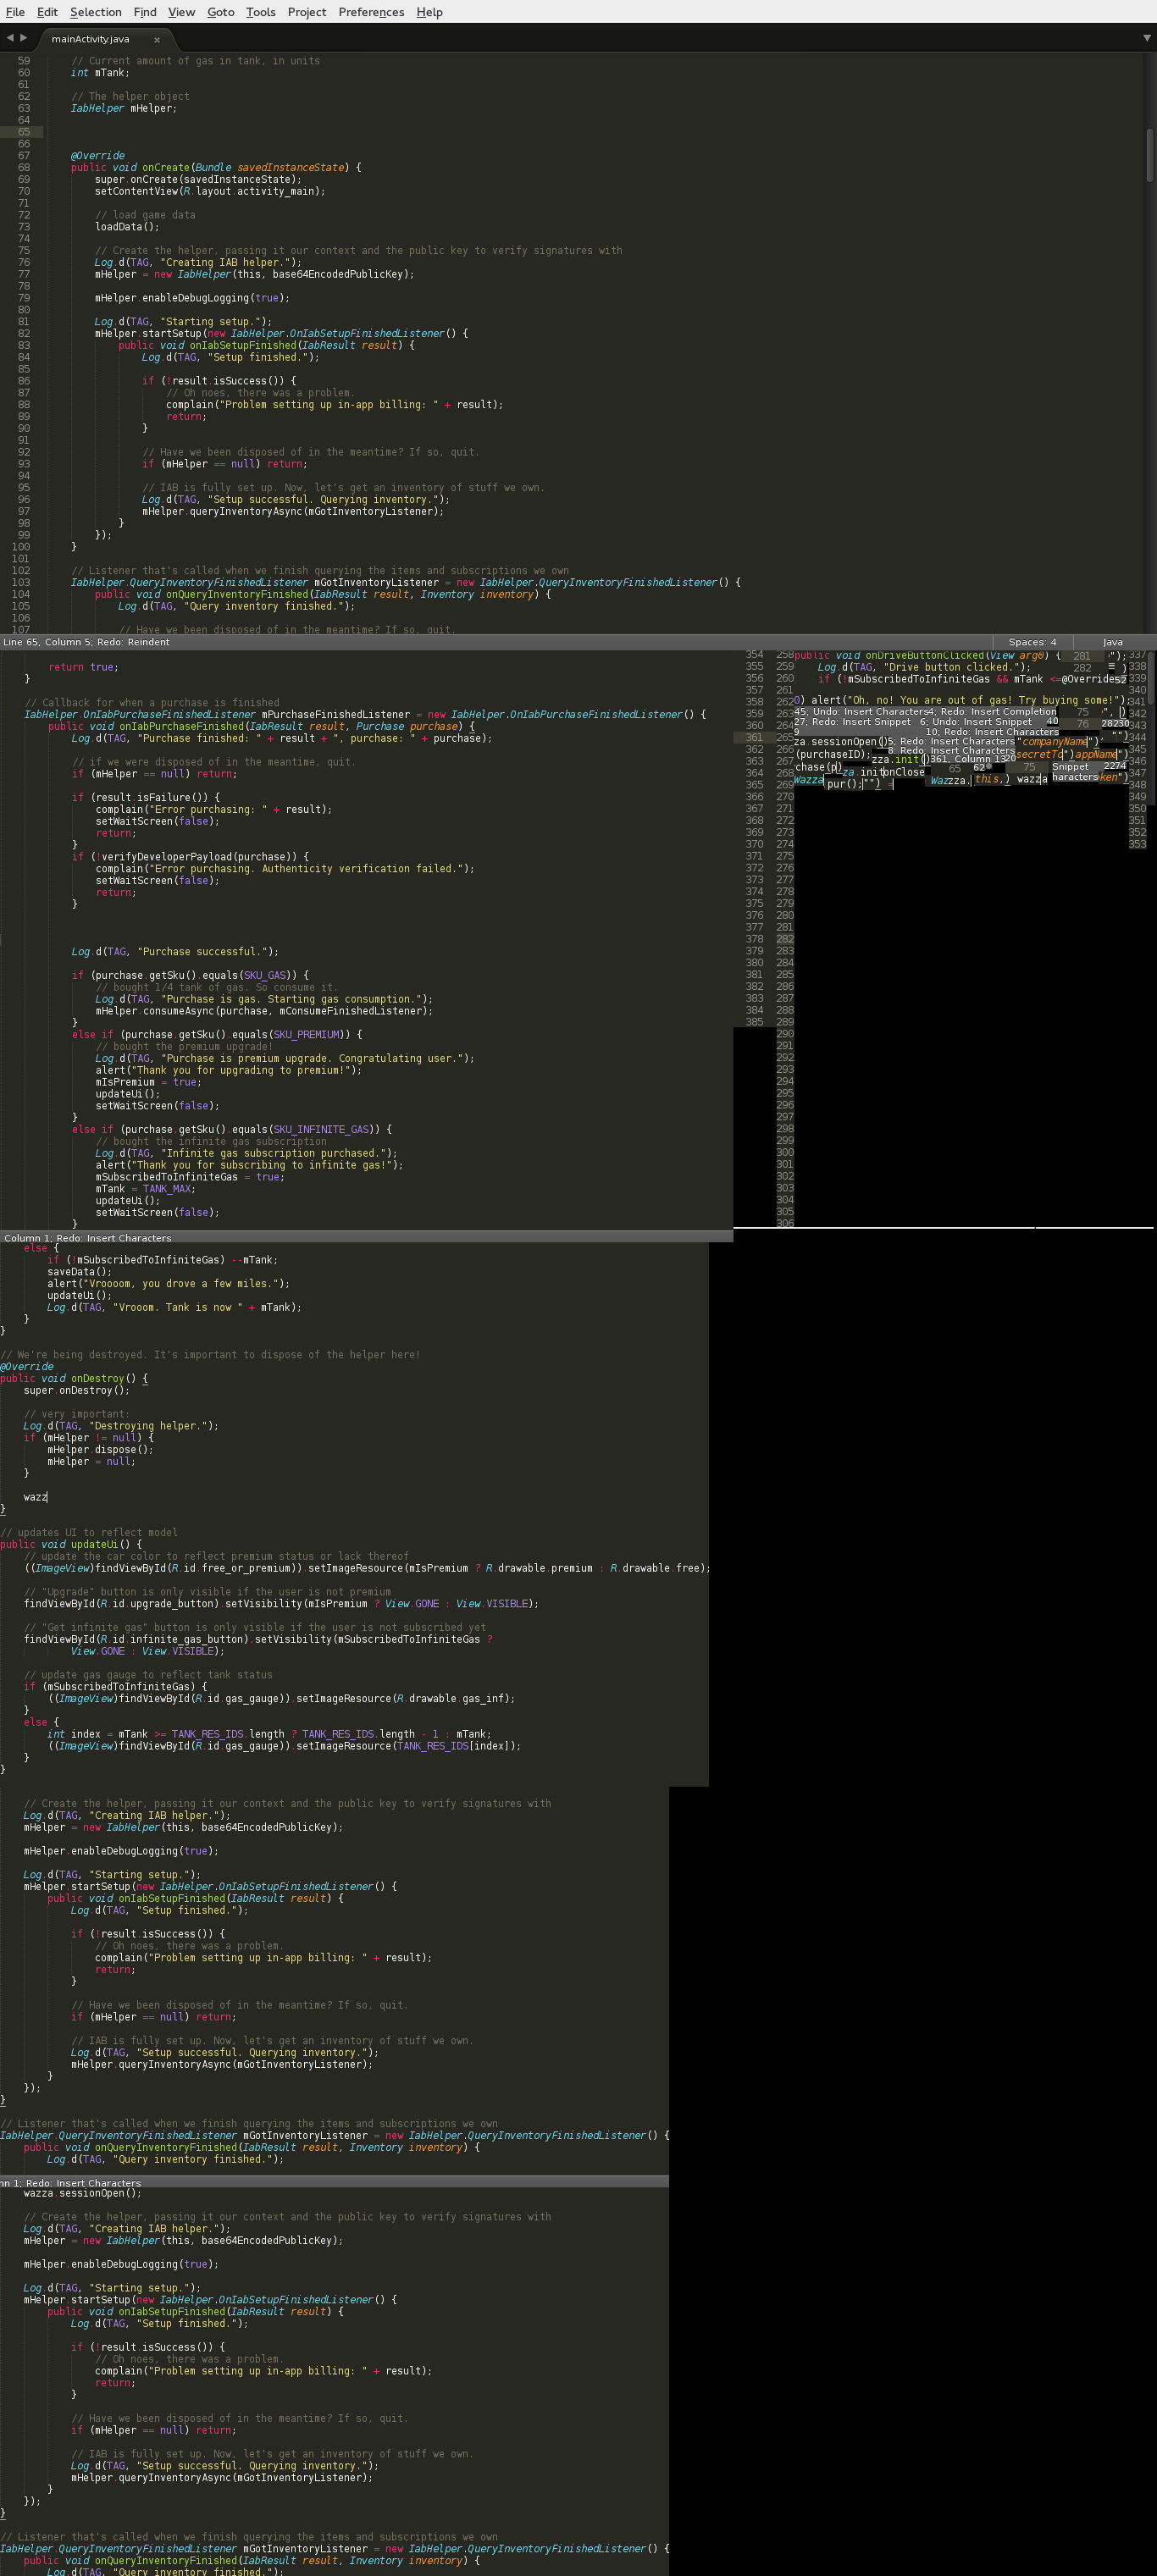 File Edit Selection Find View Goto Tools Project Preferences Help
mainActivity.java ×
59 // Current amount of gas in tank, in units
60 int mTank;
61
62 // The helper object
63 IabHelper mHelper;
64
65
66
67 @Override
68 public void onCreate(Bundle savedInstanceState) {
69 super.onCreate(savedInstanceState);
70 setContentView(R.layout.activity_main);
71
72 // load game data
73 loadData();
74
75 // Create the helper, passing it our context and the public key to verify signatures with
76 Log.d(TAG, "Creating IAB helper.");
77 mHelper = new IabHelper(this, base64EncodedPublicKey);
78
79 mHelper.enableDebugLogging(true);
80
81 Log.d(TAG, "Starting setup.");
82 mHelper.startSetup(new IabHelper.OnIabSetupFinishedListener() {
83 public void onIabSetupFinished(IabResult result) {
84 Log.d(TAG, "Setup finished.");
85
86 if (!result.isSuccess()) {
87 // Oh noes, there was a problem.
88 complain("Problem setting up in-app billing: " + result);
89 return;
90 }
91
92 // Have we been disposed of in the meantime? If so, quit.
93 if (mHelper == null) return;
94
95 // IAB is fully set up. Now, let's get an inventory of stuff we own.
96 Log.d(TAG, "Setup successful. Querying inventory.");
97 mHelper.queryInventoryAsync(mGotInventoryListener);
98 }
99 });
100 }
101
102 // Listener that's called when we finish querying the items and subscriptions we own
103 IabHelper.QueryInventoryFinishedListener mGotInventoryListener = new IabHelper.QueryInventoryFinishedListener() {
104 public void onQueryInventoryFinished(IabResult result, Inventory inventory) {
105 Log.d(TAG, "Query inventory finished.");
106
107 // Have we been disposed of in the meantime? If so, quit.
Line 65, Column 5; Redo: Reindent Spaces: 4 Java
return true;
}
// Callback for when a purchase is finished
IabHelper.OnIabPurchaseFinishedListener mPurchaseFinishedListener = new IabHelper.OnIabPurchaseFinishedListener() {
public void onIabPurchaseFinished(IabResult result, Purchase purchase) {
Log.d(TAG, "Purchase finished: " + result + ", purchase: " + purchase);
// if we were disposed of in the meantime, quit.
if (mHelper == null) return;
if (result.isFailure()) {
complain("Error purchasing: " + result);
setWaitScreen(false);
return;
}
if (!verifyDeveloperPayload(purchase)) {
complain("Error purchasing. Authenticity verification failed.");
setWaitScreen(false);
return;
}
Log.d(TAG, "Purchase successful.");
if (purchase.getSku().equals(SKU_GAS)) {
// bought 1/4 tank of gas. So consume it.
Log.d(TAG, "Purchase is gas. Starting gas consumption.");
mHelper.consumeAsync(purchase, mConsumeFinishedListener);
}
else if (purchase.getSku().equals(SKU_PREMIUM)) {
// bought the premium upgrade!
Log.d(TAG, "Purchase is premium upgrade. Congratulating user.");
alert("Thank you for upgrading to premium!");
mIsPremium = true;
updateUi();
setWaitScreen(false);
}
else if (purchase.getSku().equals(SKU_INFINITE_GAS)) {
// bought the infinite gas subscription
Log.d(TAG, "Infinite gas subscription purchased.");
alert("Thank you for subscribing to infinite gas!");
mSubscribedToInfiniteGas = true;
mTank = TANK_MAX;
updateUi();
setWaitScreen(false);
}
354 258 public void onDriveButtonClicked(View arg0) { 281 "); 337
355 259 Log.d(TAG, "Drive button clicked."); 282 338
356 260 if (!mSubscribedToInfiniteGas && mTank <= @Override 339
357 261 340
358 262 0) alert("Oh, no! You are out of gas! Try buying some!"); 341
359 45; Undo: Insert Characters 4; Redo: Insert Completion 75 342
27; Redo: Insert Snippet 6; Undo: Insert Snippet 40 76 28230
10; Redo: Insert Characters
361 265 za.sessionOpen() 5; Redo: Insert Characters "companyName")
362 266 (purchaseID); 8; Redo: Insert Characters secretTo appName")
363 267 chase(p) zza.init() 361, Column 13
364 268 za.init onClose 65 62 75 Snippet 2274
Wazza Wazzza. this,) wazz haracters ken") 348
365 269 pur(); "") 349
366 270 350
367 271 351
368 272 352
369 273 353
370 274
371 275
372 276
373 277
374 278
375 279
376 280
377 281
378 282
379 283
380 284
381 285
382 286
383 287
384 288
385 289
290
291
292
293
294
295
296
297
298
299
300
301
302
303
304
305
306
Column 1; Redo: Insert Characters
else {
if (!mSubscribedToInfiniteGas) --mTank;
saveData();
alert("Vroooom, you drove a few miles.");
updateUi();
Log.d(TAG, "Vrooom. Tank is now " + mTank);
}
}
// We're being destroyed. It's important to dispose of the helper here!
@Override
public void onDestroy() {
super.onDestroy();
// very important:
Log.d(TAG, "Destroying helper.");
if (mHelper != null) {
mHelper.dispose();
mHelper = null;
}
wazz
}
// updates UI to reflect model
public void updateUi() {
// update the car color to reflect premium status or lack thereof
((ImageView)findViewById(R.id.free_or_premium)).setImageResource(mIsPremium ? R.drawable.premium : R.drawable.free);
// "Upgrade" button is only visible if the user is not premium
findViewById(R.id.upgrade_button).setVisibility(mIsPremium ? View.GONE : View.VISIBLE);
// "Get infinite gas" button is only visible if the user is not subscribed yet
findViewById(R.id.infinite_gas_button).setVisibility(mSubscribedToInfiniteGas ?
View.GONE : View.VISIBLE);
// update gas gauge to reflect tank status
if (mSubscribedToInfiniteGas) {
((ImageView)findViewById(R.id.gas_gauge)).setImageResource(R.drawable.gas_inf);
}
else {
int index = mTank >= TANK_RES_IDS.length ? TANK_RES_IDS.length - 1 : mTank;
((ImageView)findViewById(R.id.gas_gauge)).setImageResource(TANK_RES_IDS[index]);
}
}
// Create the helper, passing it our context and the public key to verify signatures with
Log.d(TAG, "Creating IAB helper.");
mHelper = new IabHelper(this, base64EncodedPublicKey);
mHelper.enableDebugLogging(true);
Log.d(TAG, "Starting setup.");
mHelper.startSetup(new IabHelper.OnIabSetupFinishedListener() {
public void onIabSetupFinished(IabResult result) {
Log.d(TAG, "Setup finished.");
if (!result.isSuccess()) {
// Oh noes, there was a problem.
complain("Problem setting up in-app billing: " + result);
return;
}
// Have we been disposed of in the meantime? If so, quit.
if (mHelper == null) return;
// IAB is fully set up. Now, let's get an inventory of stuff we own.
Log.d(TAG, "Setup successful. Querying inventory.");
mHelper.queryInventoryAsync(mGotInventoryListener);
}
});
}
// Listener that's called when we finish querying the items and subscriptions we own
IabHelper.QueryInventoryFinishedListener mGotInventoryListener = new IabHelper.QueryInventoryFinishedListener() {
public void onQueryInventoryFinished(IabResult result, Inventory inventory) {
Log.d(TAG, "Query inventory finished.");
nn 1; Redo: Insert Characters
wazza.sessionOpen();
// Create the helper, passing it our context and the public key to verify signatures with
Log.d(TAG, "Creating IAB helper.");
mHelper = new IabHelper(this, base64EncodedPublicKey);
mHelper.enableDebugLogging(true);
Log.d(TAG, "Starting setup.");
mHelper.startSetup(new IabHelper.OnIabSetupFinishedListener() {
public void onIabSetupFinished(IabResult result) {
Log.d(TAG, "Setup finished.");
if (!result.isSuccess()) {
// Oh noes, there was a problem.
complain("Problem setting up in-app billing: " + result);
return;
}
// Have we been disposed of in the meantime? If so, quit.
if (mHelper == null) return;
// IAB is fully set up. Now, let's get an inventory of stuff we own.
Log.d(TAG, "Setup successful. Querying inventory.");
mHelper.queryInventoryAsync(mGotInventoryListener);
}
});
}
// Listener that's called when we finish querying the items and subscriptions we own
IabHelper.QueryInventoryFinishedListener mGotInventoryListener = new IabHelper.QueryInventoryFinishedListener() {
public void onQueryInventoryFinished(IabResult result, Inventory inventory) {
Log.d(TAG, "Query inventory finished.");